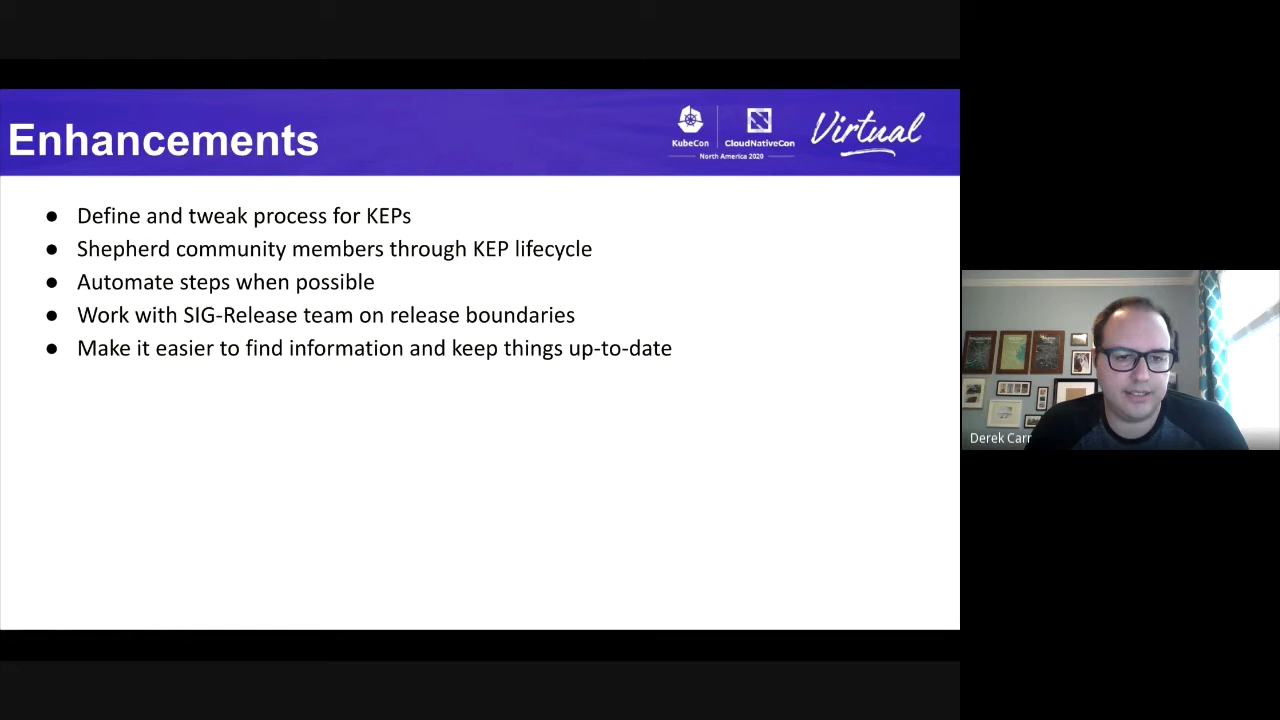 Enhancements
KubeCon
CloudNativeCon
North America 2020
Virtual
● Define and tweak process for KEPs
● Shepherd community members through KEP lifecycle
● Automate steps when possible
● Work with SIG-Release team on release boundaries
● Make it easier to find information and keep things up-to-date
Derek Carr